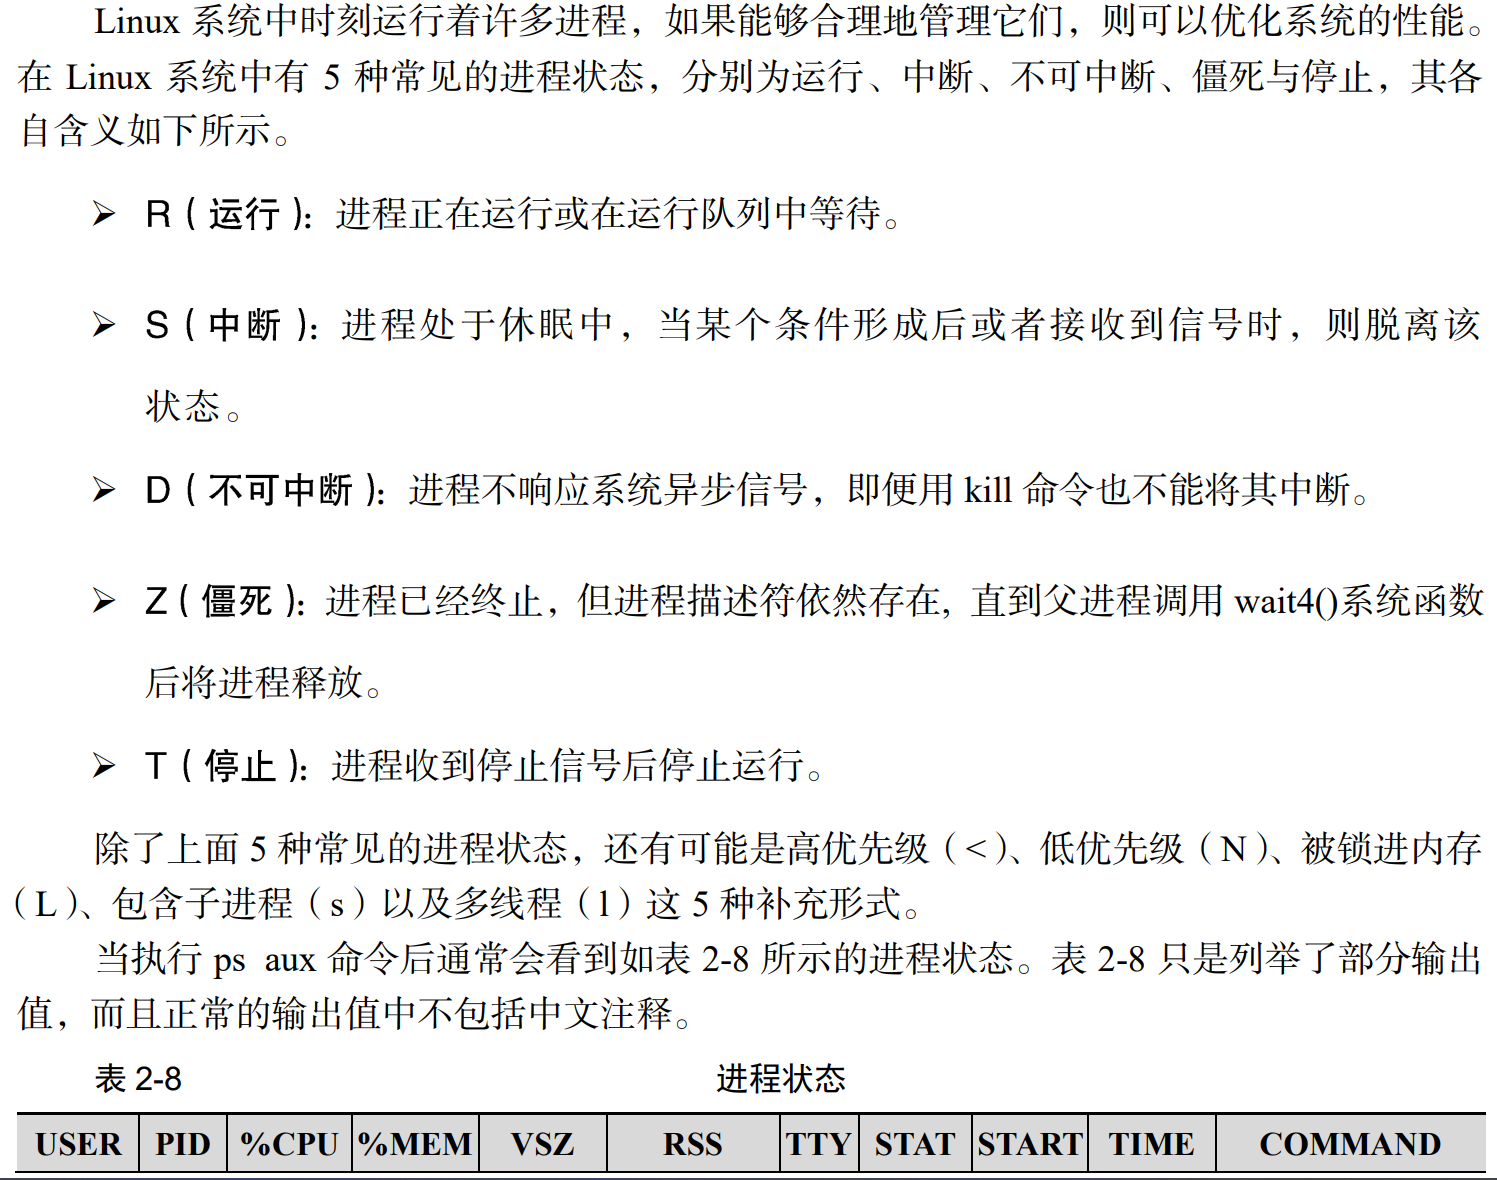 Linux 系统中时刻运行着许多进程，如果能够合理地管理它们，则可以优化系统的性能。
在 Linux 系统中有 5 种常见的进程状态，分别为运行、中断、不可中断、僵死与停止，其各
自含义如下所示。
➢ R（运行）：进程正在运行或在运行队列中等待。
➢ S（中断）：进程处于休眠中，当某个条件形成后或者接收到信号时，则脱离该
状态。
➢ D（不可中断）：进程不响应系统异步信号，即便用 kill 命令也不能将其中断。
➢ Z（僵死）：进程已经终止，但进程描述符依然存在, 直到父进程调用 wait4()系统函数
后将进程释放。
➢ T（停止）：进程收到停止信号后停止运行。
除了上面 5 种常见的进程状态，还有可能是高优先级（<）、低优先级（N）、被锁进内存
（L）、包含子进程（s）以及多线程（l）这 5 种补充形式。
当执行 ps aux 命令后通常会看到如表 2-8 所示的进程状态。表 2-8 只是列举了部分输出
值，而且正常的输出值中不包括中文注释。
表 2-8 进程状态
USER PID %CPU %MEM VSZ RSS TTY STAT START TIME COMMAND